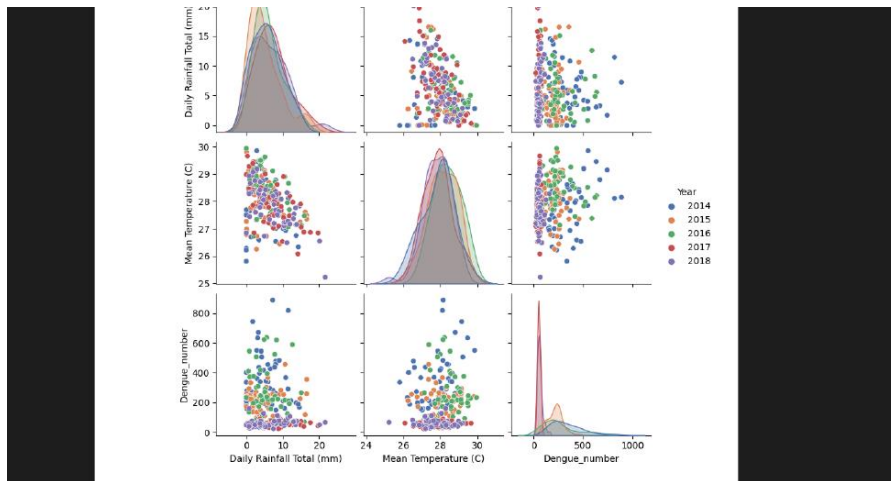 20
15
10
5
0
Daily Rainfall Total (mm)
30
29
28
27
26
25
Mean Temperature (C)
Year
2014
2015
2016
2017
2018
800
600
400
200
0
Dengue_number
0 10 20
24 26 28 30
0 500 1000
Daily Rainfall Total (mm)
Mean Temperature (C)
Dengue_number